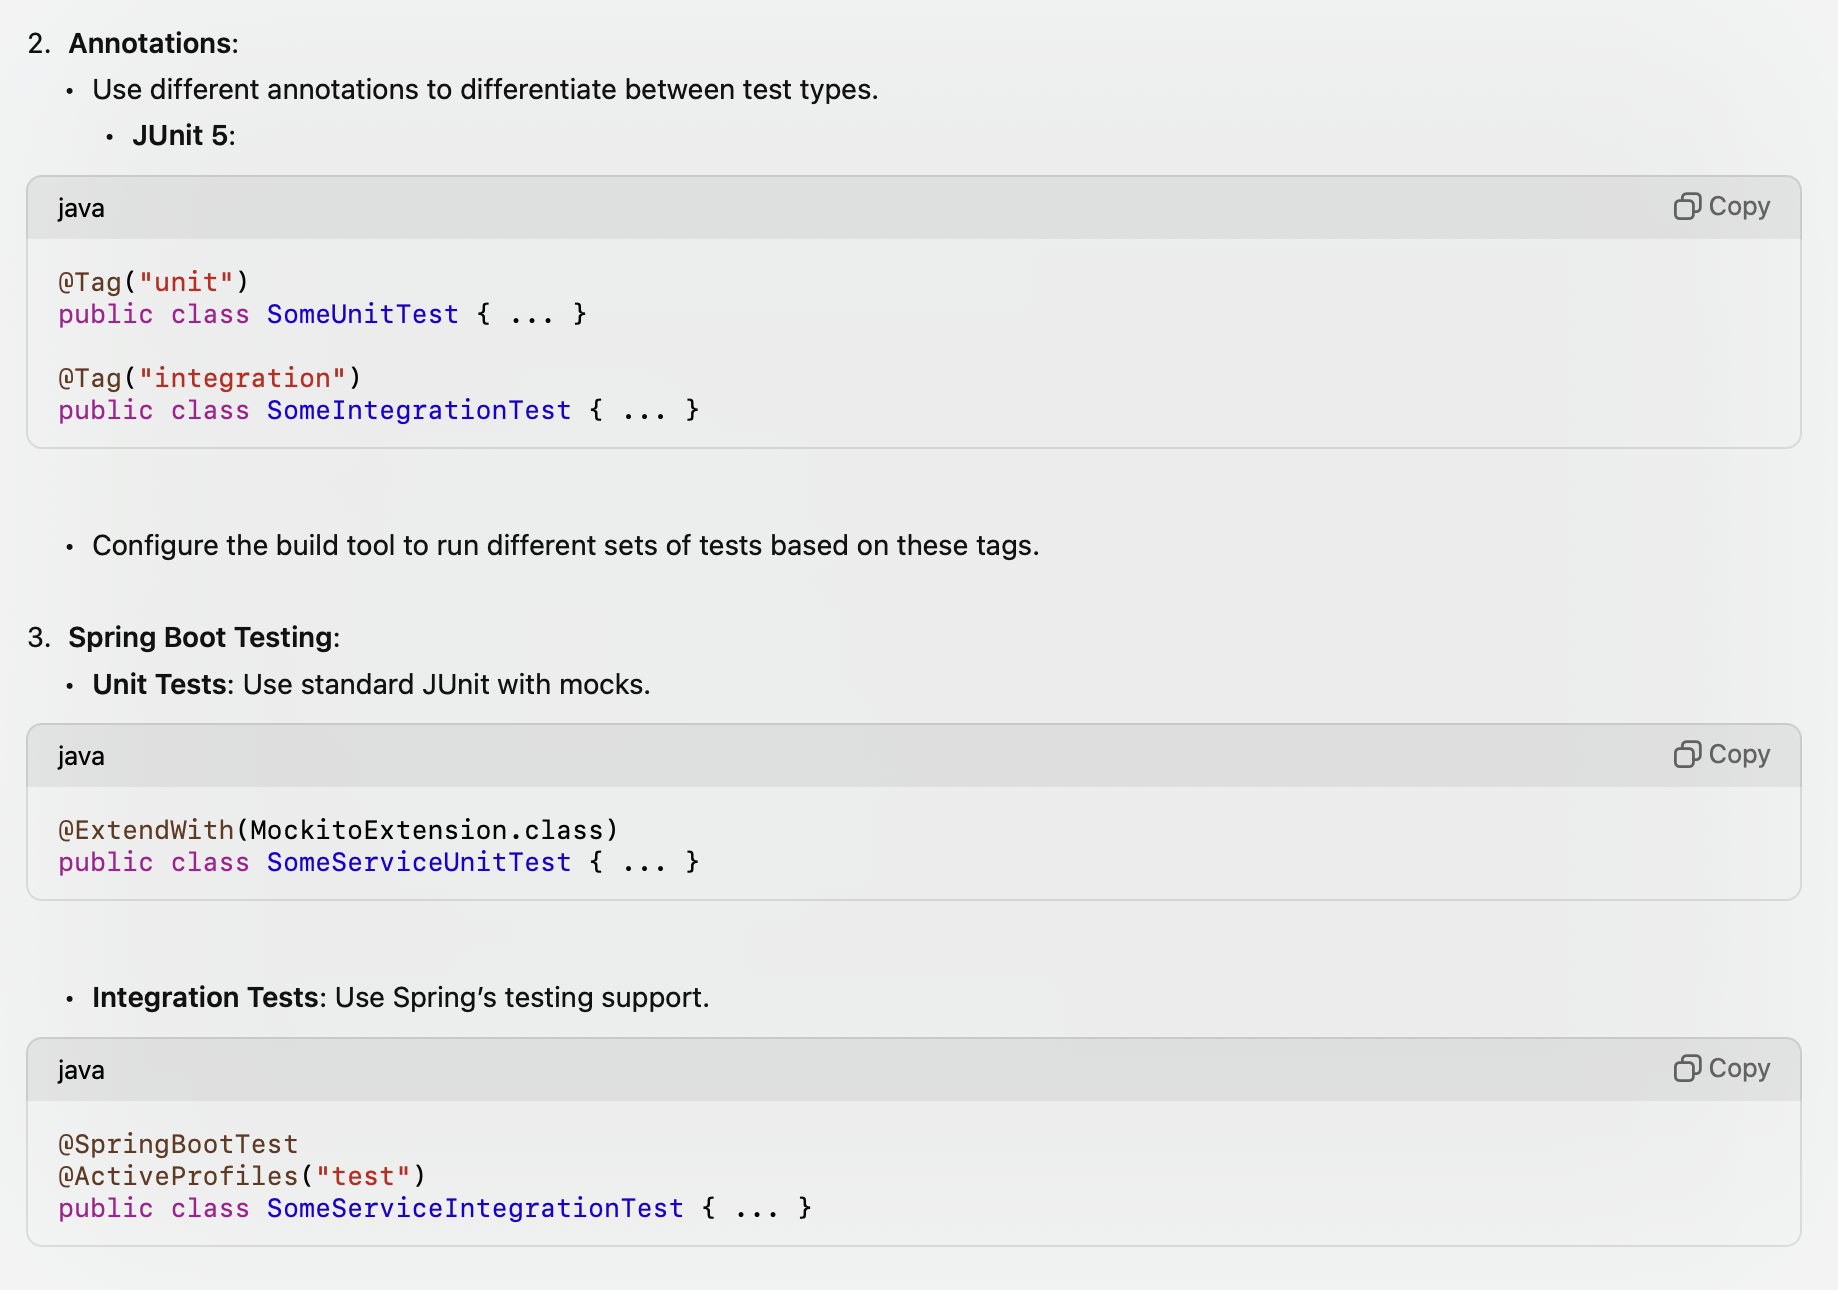 2. Annotations:
• Use different annotations to differentiate between test types.
• JUnit 5:
java
Copy
@Tag("unit")
public class SomeUnitTest { ... }
@Tag("integration")
public class SomeIntegrationTest { ... }
• Configure the build tool to run different sets of tests based on these tags.
3. Spring Boot Testing:
• Unit Tests: Use standard JUnit with mocks.
java
Copy
@ExtendWith(MockitoExtension.class)
public class SomeServiceUnitTest { ... }
• Integration Tests: Use Spring’s testing support.
java
Copy
@SpringBootTest
@ActiveProfiles("test")
public class SomeServiceIntegrationTest { ... }